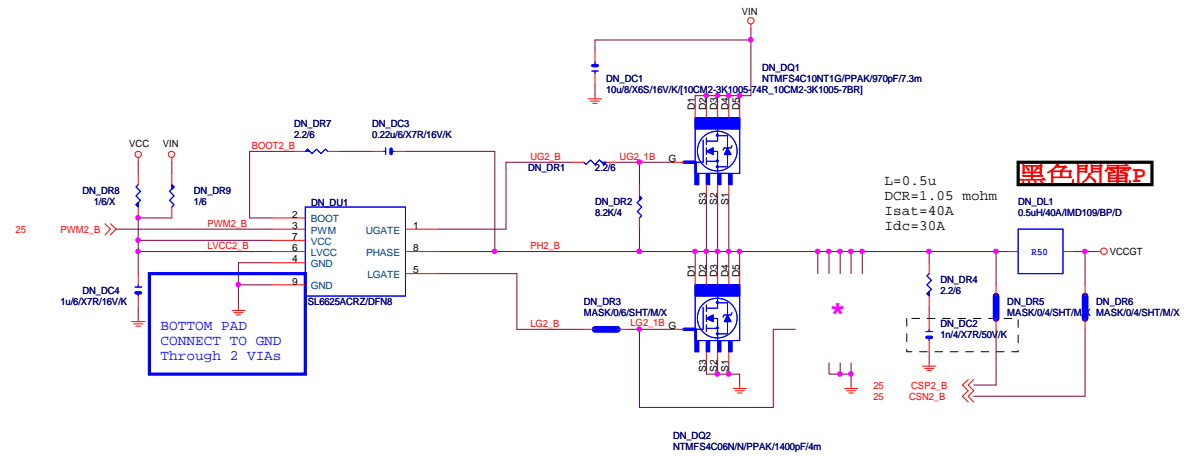 VIN
DN_DQ1
NTMFS4C10NT1G/PPAK/970pF/7.3m
DN_DC1
10u/8/X6S/16V/K/[10CM2-3K1005-74R_10CM2-3K1005-7BR]
D1
D2
D3
D4
D5
DN_DR7
2.2/6
DN_DC3
0.22u/6/X7R/16V/K
VCC
VIN
BOOT2_B
UG2_B
UG2_1B
G
DN_DR1
2.2/6
S3
S2
S1
DN_DR8
1/6/X
DN_DR9
1/6
DN_DR2
8.2K/4
L=0.5u
DCR=1.05 mohm
Isat=40A
Idc=30A
黑色閃電P
DN_DL1
0.5uH/40A/IMD109/BP/D
DN_DU1
25
PWM2_B
PWM2_B
LVCC2_B
2
3
7
6
4
9
BOOT
PWM
VCC
LVCC
GND
GND
UGATE
PHASE
LGATE
1
8
5
SL6625ACRZ/DFN8
PH2_B
R50
VCCGT
D1
D2
D3
D4
D5
DN_DC4
1u/6/X7R/16V/K
BOTTOM PAD
CONNECT TO GND
Through 2 VIAs
DN_DR3
MASK/0/6/SHT/M/X
LG2_B
LG2_1B
G
S3
S2
S1
*
DN_DR4
2.2/6
DN_DC2
1n/4/X7R/50V/K
DN_DR5
MASK/0/4/SHT/M/X
DN_DR6
MASK/0/4/SHT/M/X
25
CSP2_B
25
CSN2_B
DN_DQ2
NTMFS4C06N/N/PPAK/1400pF/4m